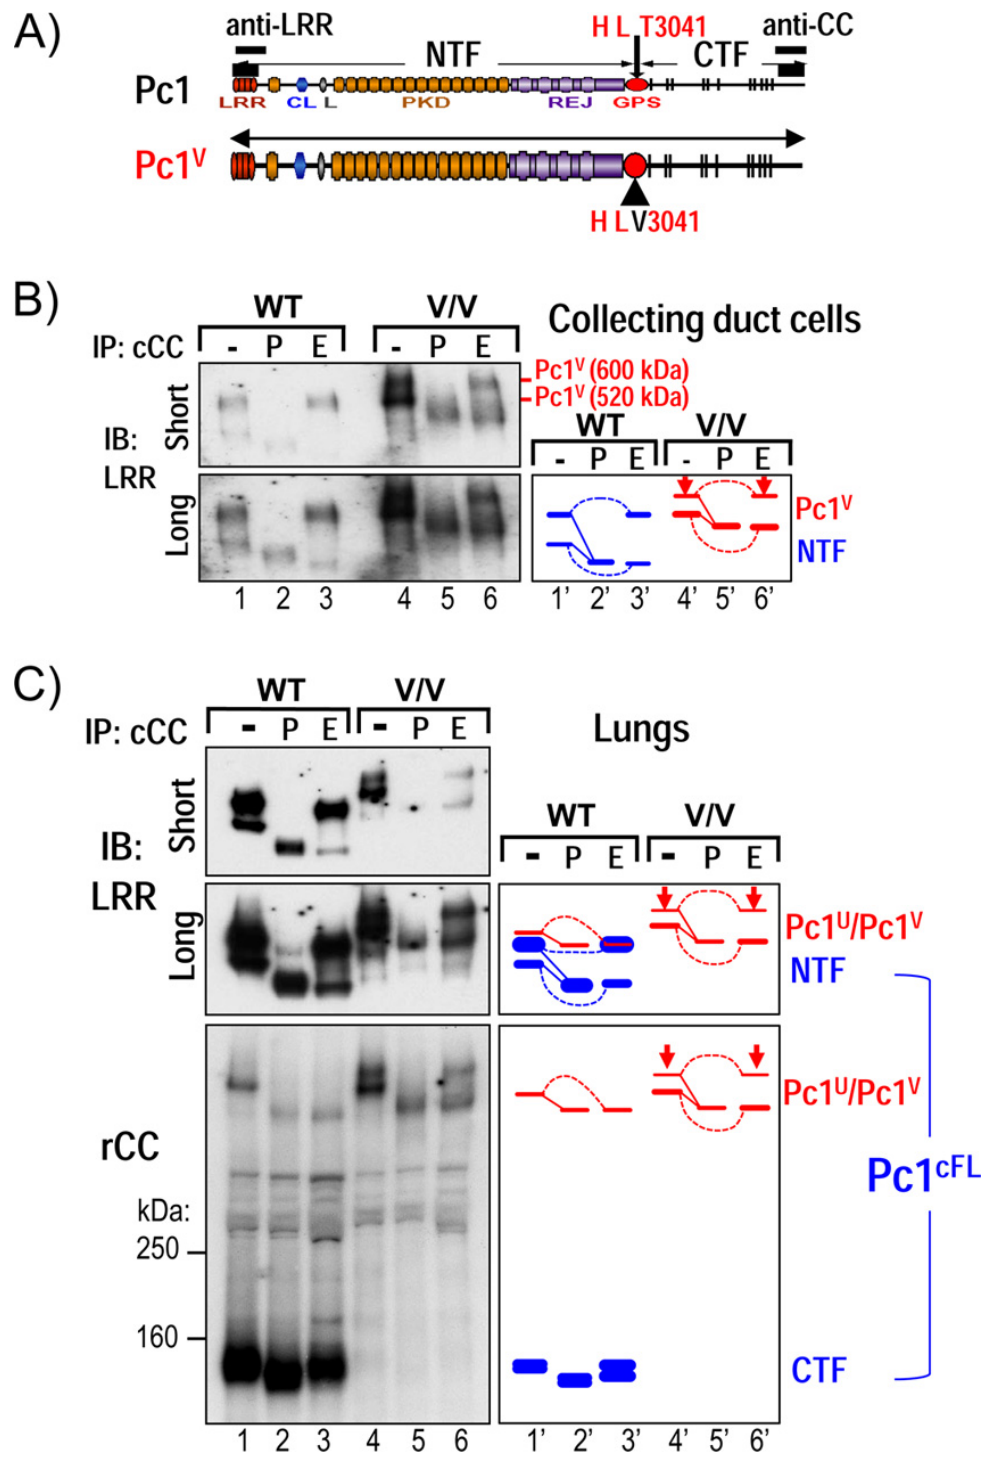 A)
anti-LRR
H L T3041
anti-CC
NTF
CTF
Pc1
LRR CL L PKD REJ GPS
Pc1V
H LV3041
B)
WT V/V
Collecting duct cells
IP: cCC - P E - P E
Pc1V (600 kDa)
Pc1V (520 kDa)
Short
IB:
LRR
WT V/V
- P E - P E
Long
Pc1V
NTF
1 2 3 4 5 6 1’ 2’ 3’ 4’ 5’ 6’
C)
WT V/V
IP: cCC - P E - P E
Lungs
Short
IB:
LRR
WT V/V
- P E - P E
Long
Pc1U/Pc1V
NTF
Pc1U/Pc1V
rCC
Pc1cFL
kDa:
250
160
CTF
1 2 3 4 5 6 1’ 2’ 3’ 4’ 5’ 6’